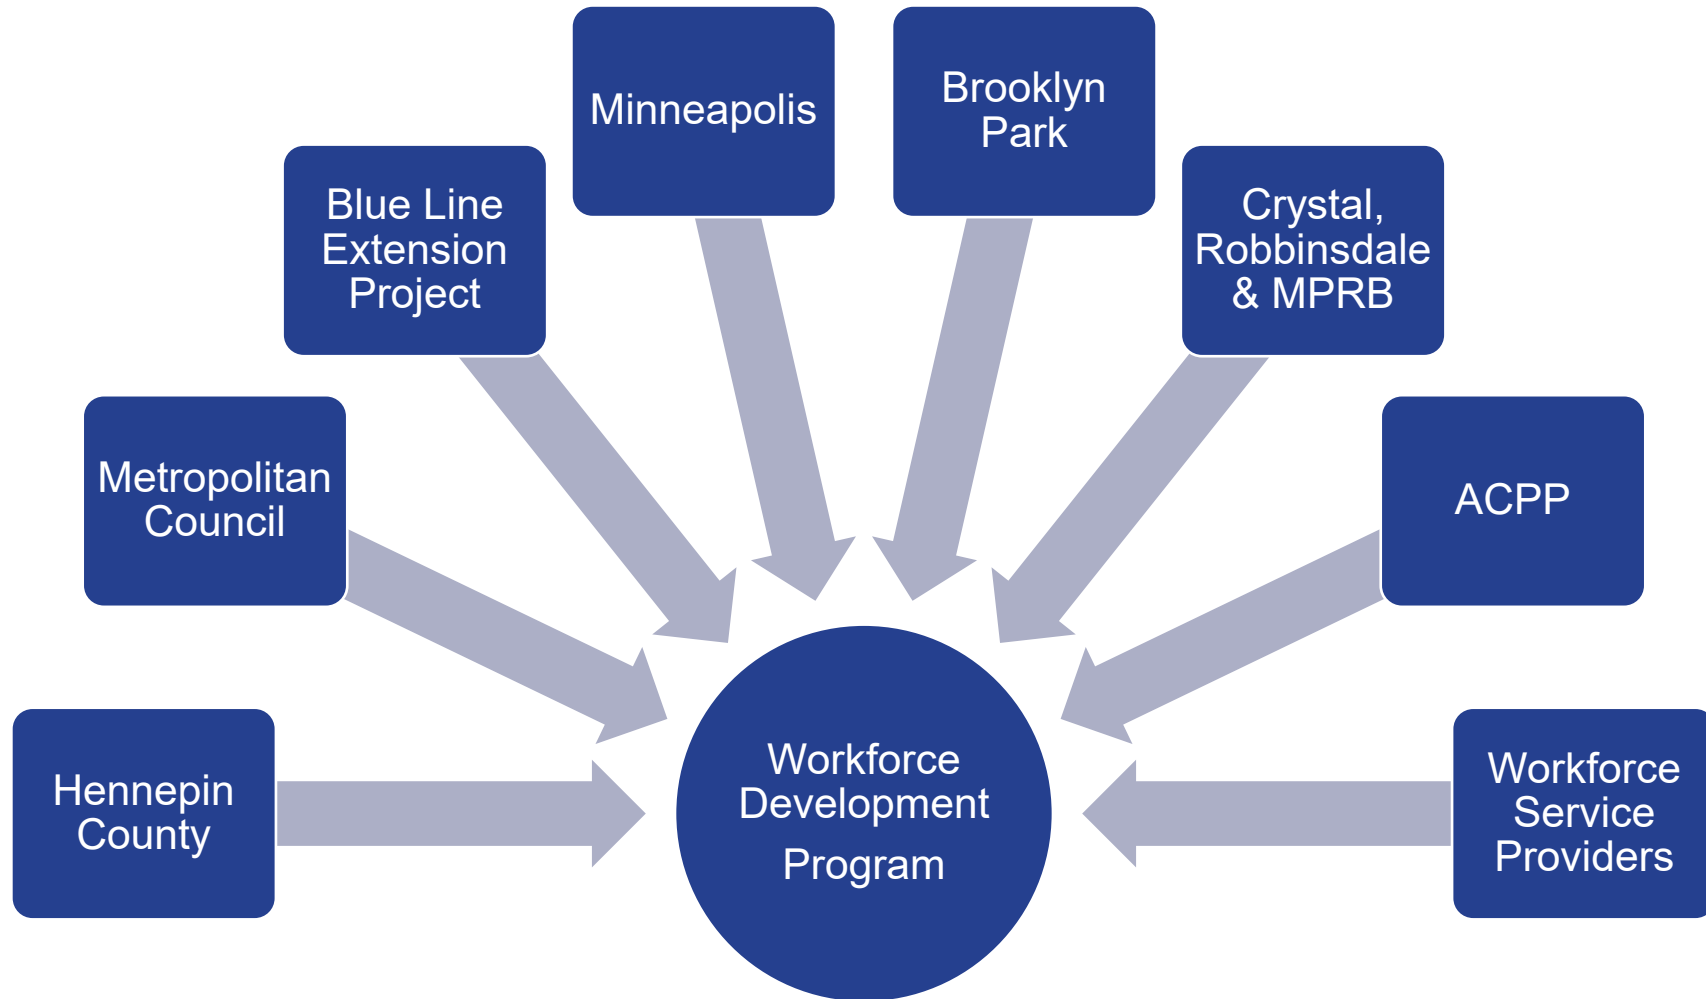 Minneapolis
Brooklyn
Park
Blue Line
Extension
Project
Crystal,
Robbinsdale
& MPRB
Metropolitan
Council
ACPP
Hennepin
County
Workforce
Development
Program
Workforce
Service
Providers